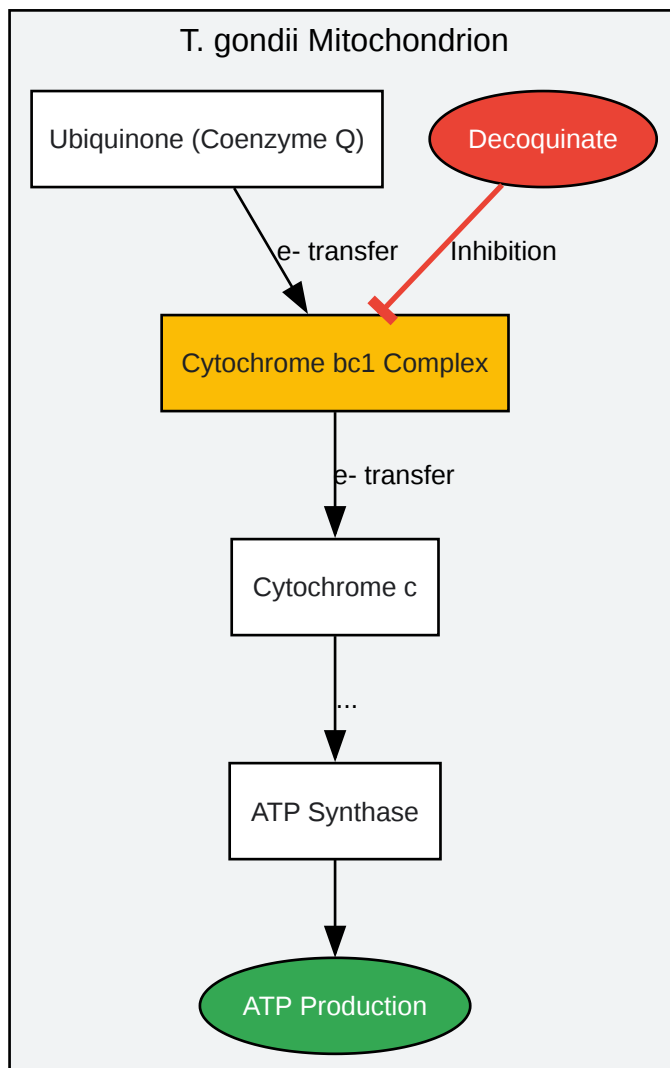 T. gondii Mitochondrion
Ubiquinone (Coenzyme Q)
Decoquinate
e- transfer
Inhibition
Cytochrome bc1 Complex
e- transfer
Cytochrome c
...
ATP Synthase
ATP Production